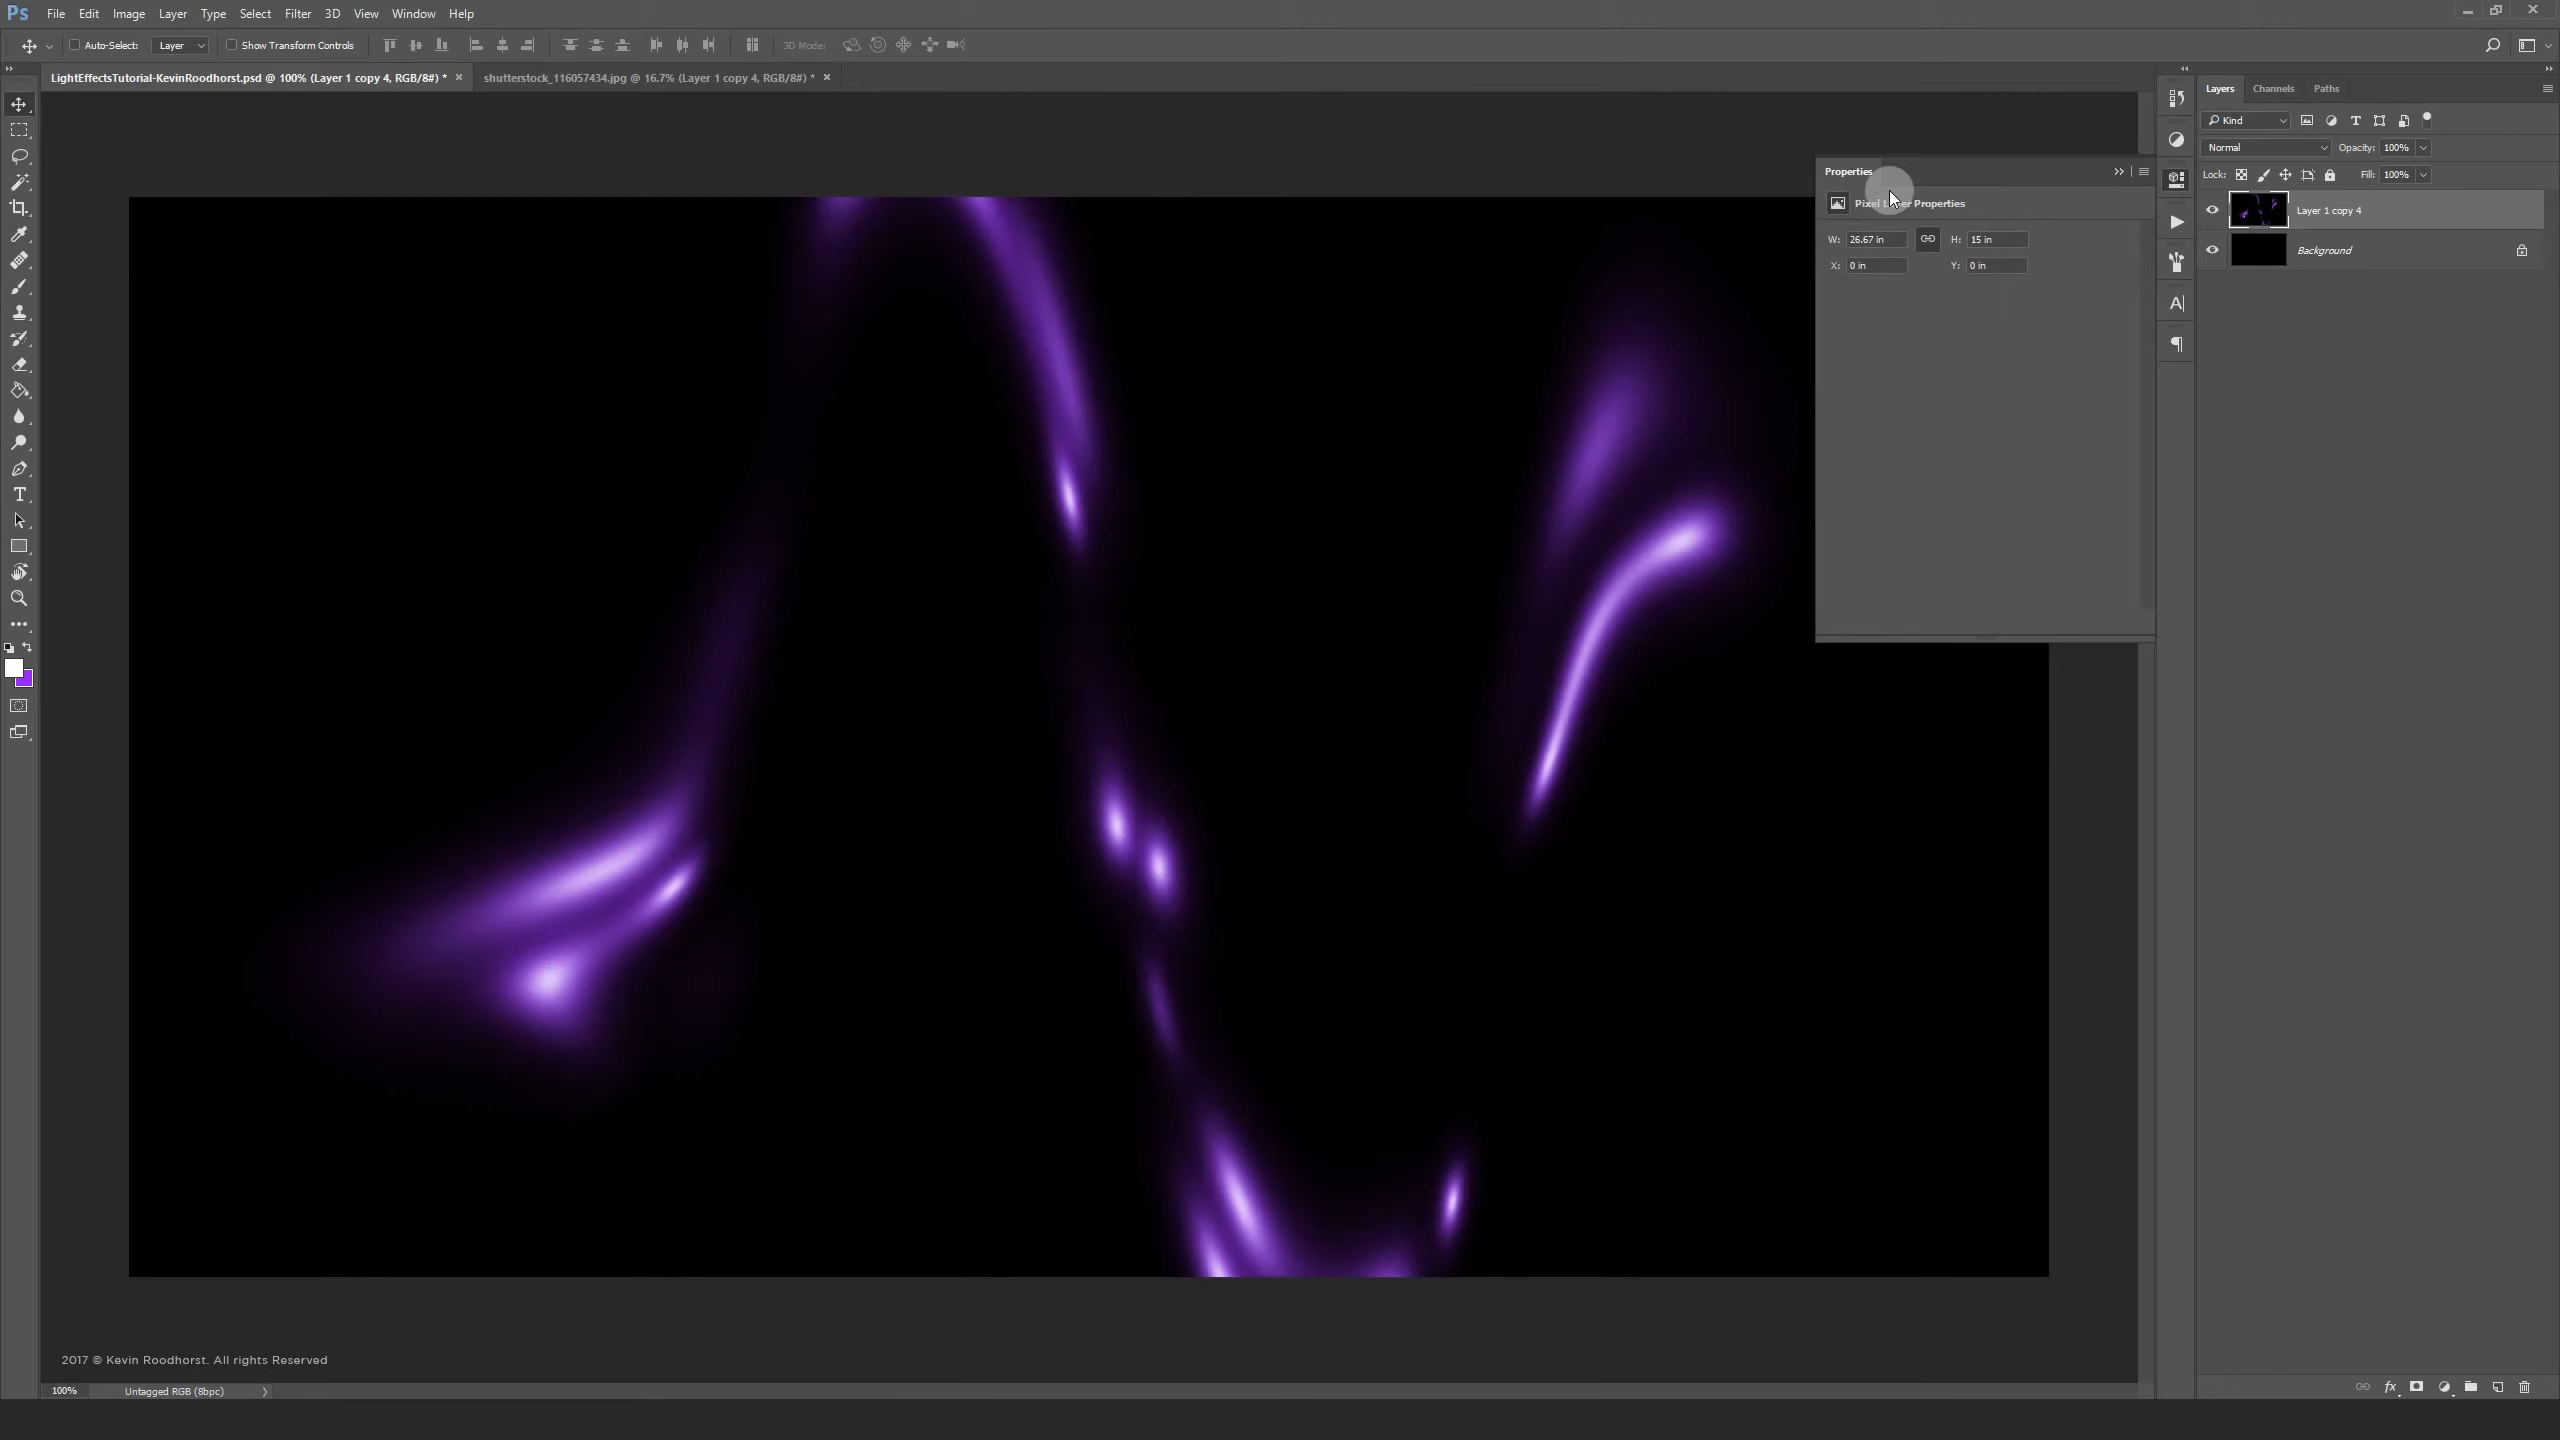 Ps File Edit Image Layer Type Select Filter 3D View Window Help
Auto-Select: Layer Show Transform Controls 3D Mode:
LightEffectsTutorial-KevinRoodhorst.psd @ 100% (Layer 1 copy 4, RGB/8#) * × shutterstock_116057434.jpg @ 16.7% (Layer 1 copy 4, RGB/8#) * ×
Layers Channels Paths
Kind
Normal Opacity: 100%
Lock: Fill: 100%
Layer 1 copy 4
Background
Properties
Pixel Layer Properties
W: 26.67 in H: 15 in
X: 0 in Y: 0 in
2017 © Kevin Roodhorst. All rights Reserved
100% Untagged RGB (8bpc)